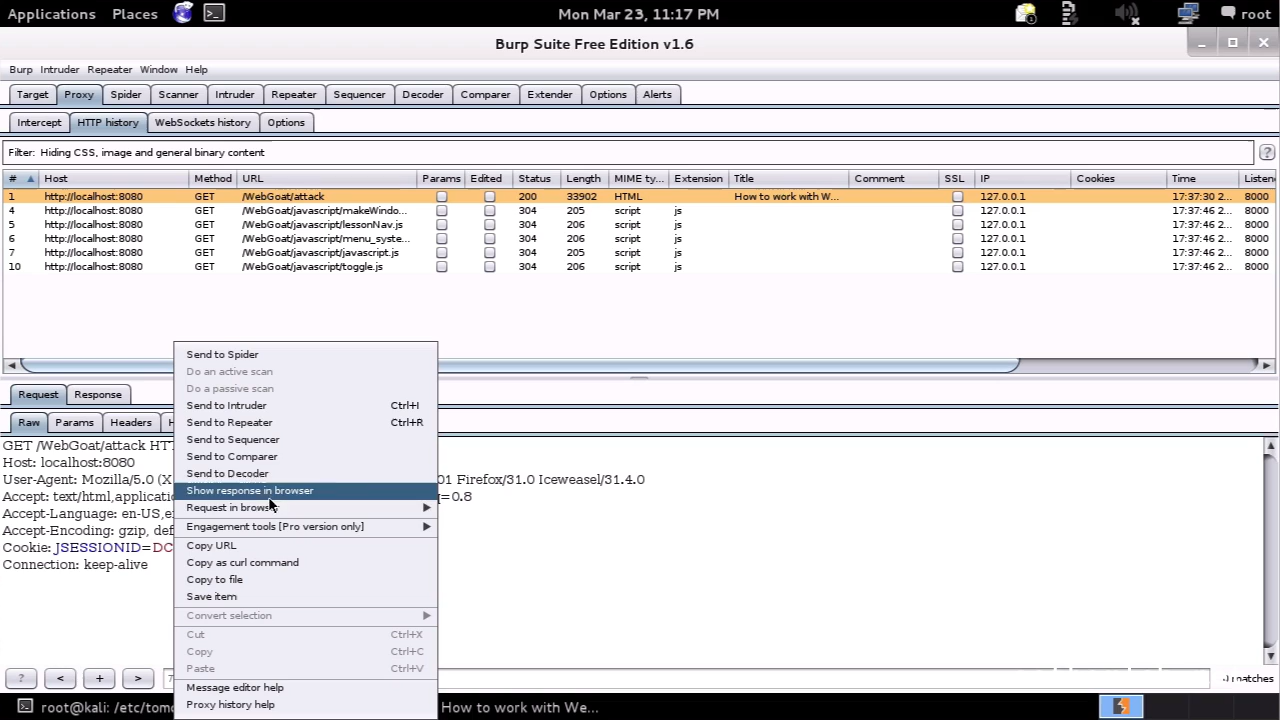 Applications Places Mon Mar 23, 11:17 PM root
Burp Suite Free Edition v1.6
Burp Intruder Repeater Window Help
Target Proxy Spider Scanner Intruder Repeater Sequencer Decoder Comparer Extender Options Alerts
Intercept HTTP history WebSockets history Options
Filter: Hiding CSS, image and general binary content ?
# Host Method URL Params Edited Status Length MIME ty... Extension Title Comment SSL IP Cookies Time Listen
1 http://localhost:8080 GET /WebGoat/attack 200 33902 HTML How to work with W... 127.0.0.1 17:37:30 2... 8000
4 http://localhost:8080 GET /WebGoat/javascript/makeWindo... 304 205 script js 127.0.0.1 17:37:46 2... 8000
5 http://localhost:8080 GET /WebGoat/javascript/lessonNav.js 304 206 script js 127.0.0.1 17:37:46 2... 8000
6 http://localhost:8080 GET /WebGoat/javascript/menu_syste... 304 206 script js 127.0.0.1 17:37:46 2... 8000
7 http://localhost:8080 GET /WebGoat/javascript/javascript.js 304 205 script js 127.0.0.1 17:37:46 2... 8000
10 http://localhost:8080 GET /WebGoat/javascript/toggle.js 304 206 script js 127.0.0.1 17:37:46 2... 8000
Request Response
Raw Params Headers H
GET /WebGoat/attack HT
Host: localhost:8080
User-Agent: Mozilla/5.0 (X 01 Firefox/31.0 Iceweasel/31.4.0
Accept: text/html,applicatio q=0.8
Accept-Language: en-US,e
Accept-Encoding: gzip, def
Cookie: JSESSIONID=DC
Connection: keep-alive
Send to Spider
Do an active scan
Do a passive scan
Send to Intruder Ctrl+I
Send to Repeater Ctrl+R
Send to Sequencer
Send to Comparer
Send to Decoder
Show response in browser
Request in brows
Engagement tools [Pro version only]
Copy URL
Copy as curl command
Copy to file
Save item
Convert selection
Cut Ctrl+X
Copy Ctrl+C
Paste Ctrl+V
Message editor help
Proxy history help
? < + > matches
root@kali: /etc/tomc How to work with We...